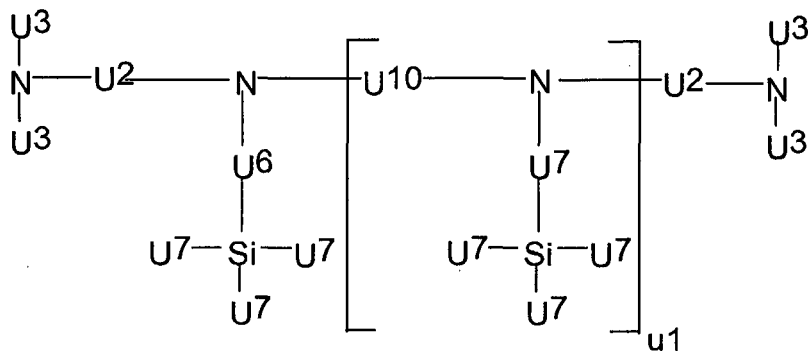 U3 U3
N U2 N U10 N U2 N
U3 U3
U6 U7
U7 Si U7 U7 Si U7
U7 U7
u1